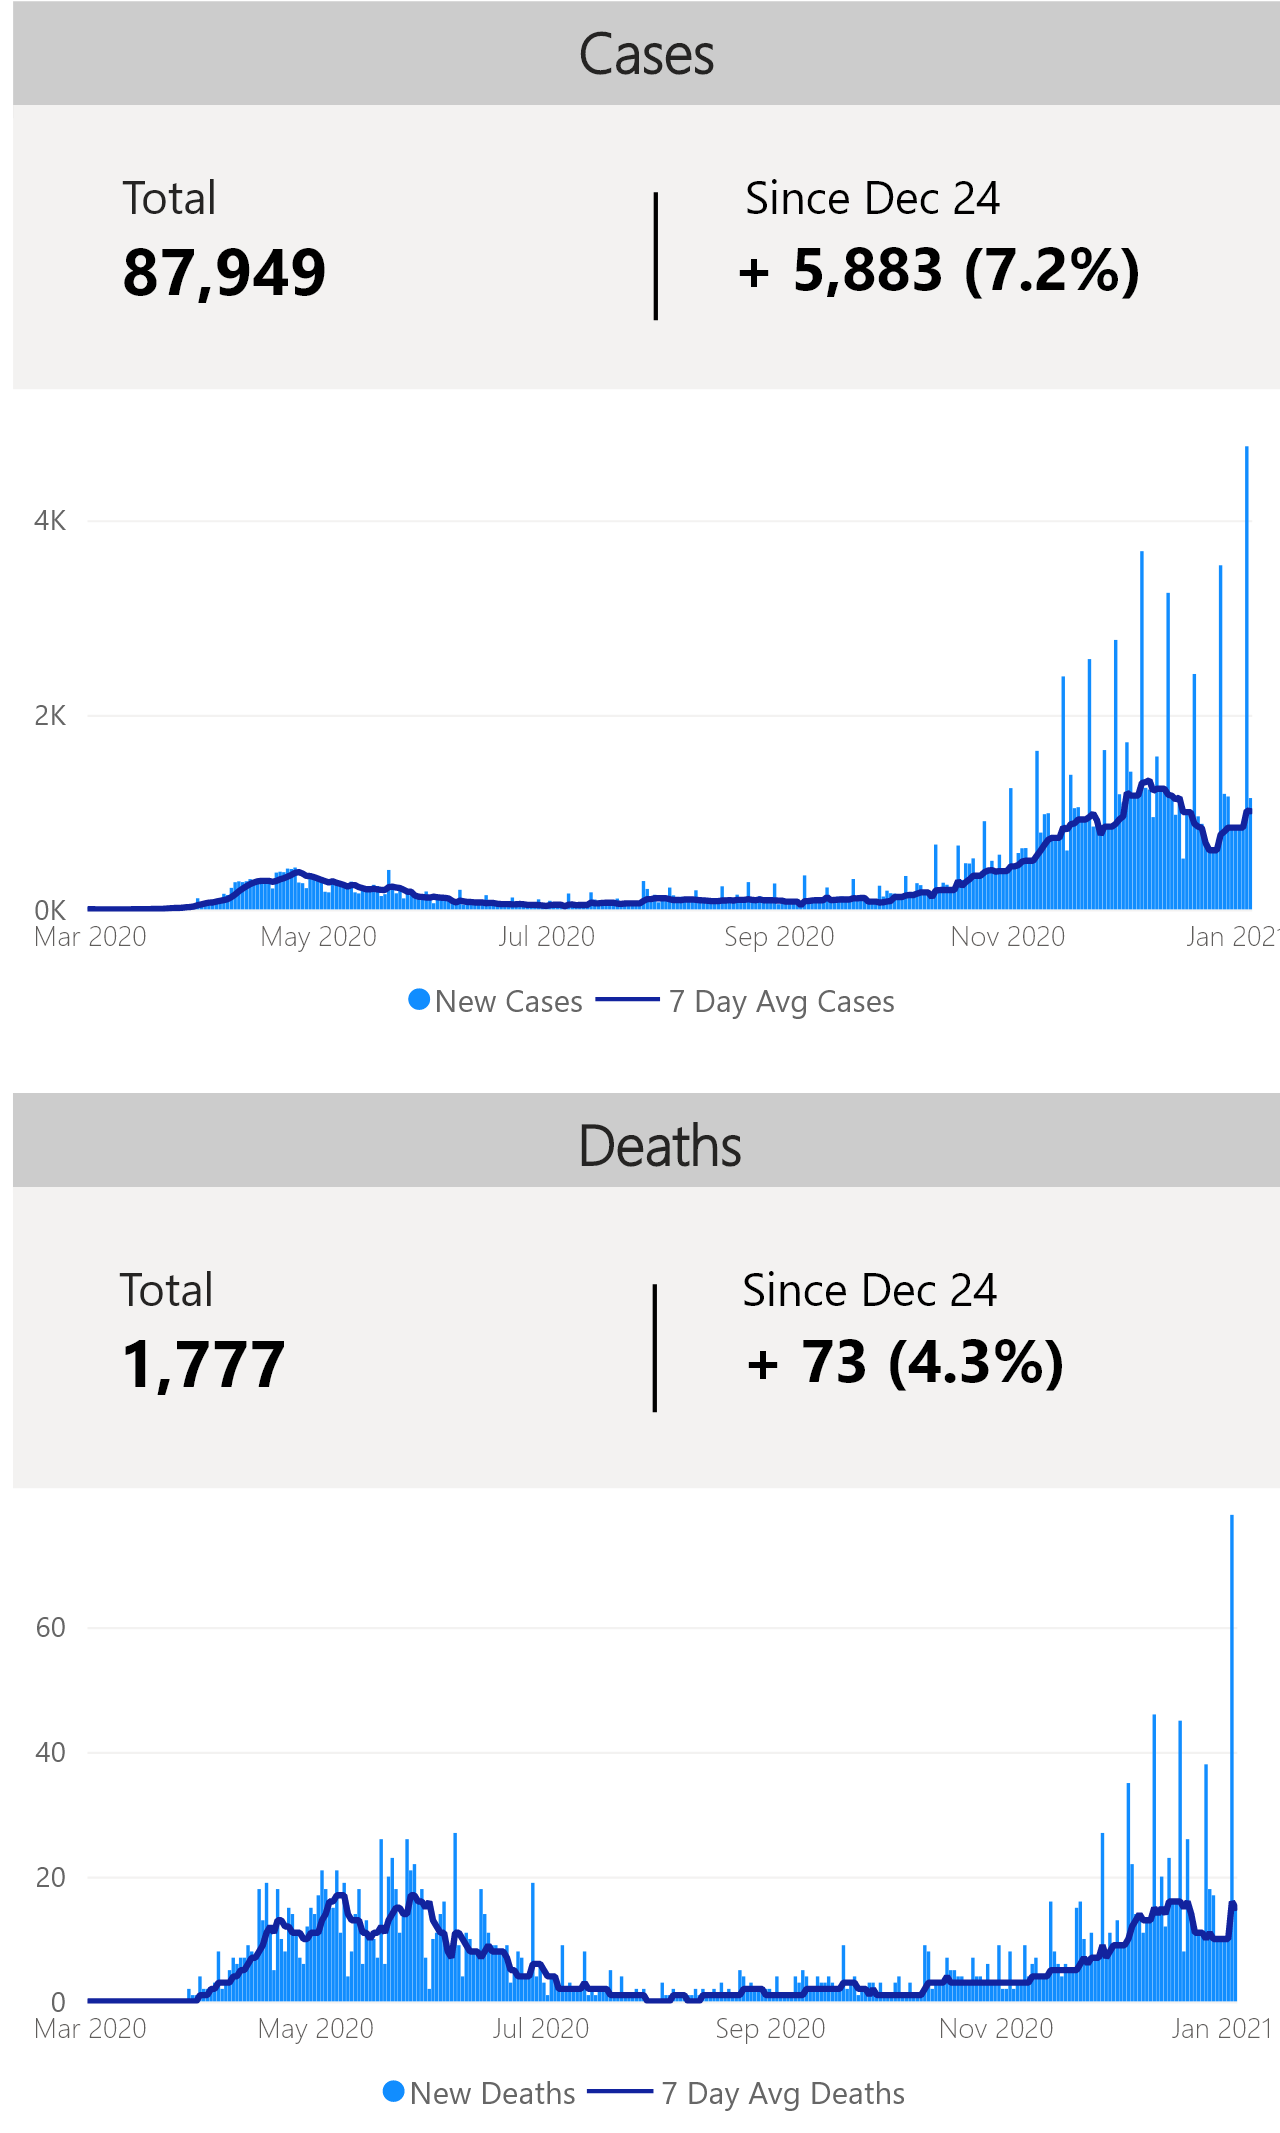 Cases
Total
87,949
Since Dec 24
+ 5,883 (7.2%)
4K
2K
0K
Mar 2020 May 2020 Jul 2020 Sep 2020 Nov 2020 Jan 2021
New Cases 7 Day Avg Cases
Deaths
Total
1,777
Since Dec 24
+ 73 (4.3%)
60
40
20
0
Mar 2020 May 2020 Jul 2020 Sep 2020 Nov 2020 Jan 2021
New Deaths 7 Day Avg Deaths